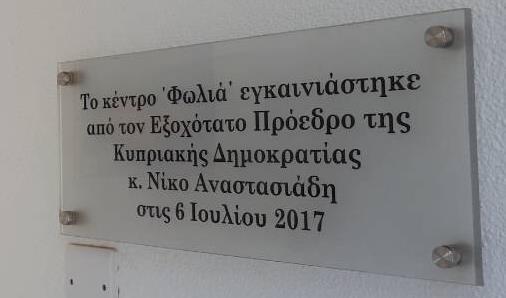 Το κέντρο 'Φωλιά' εγκαινιάστηκε
από τον Εξοχότατο Πρόεδρο της
Κυπριακής Δημοκρατίας
κ. Νίκο Αναστασιάδη
στις 6 Ιουλίου 2017